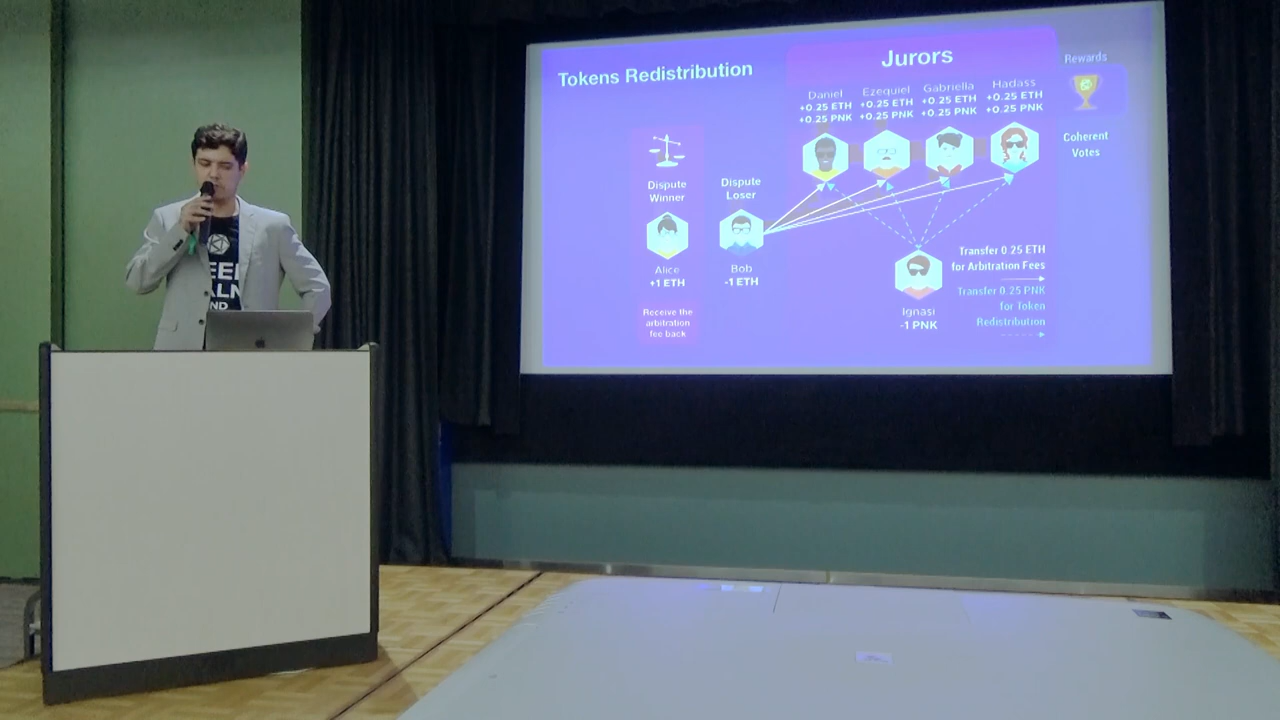 Tokens Redistribution
Jurors
Rewards
Daniel
+0.25 ETH
+0.25 PNK
Ezequiel
+0.25 ETH
+0.25 PNK
Gabriella
+0.25 ETH
+0.25 PNK
Hadass
+0.25 ETH
+0.25 PNK
Coherent
Votes
Dispute
Winner
Alice
+1 ETH
Receive the
arbitration
fee back
Dispute
Loser
Bob
-1 ETH
Ignasi
-1 PNK
Transfer 0.25 ETH
for Arbitration Fees
Transfer 0.25 PNK
for Token
Redistribution